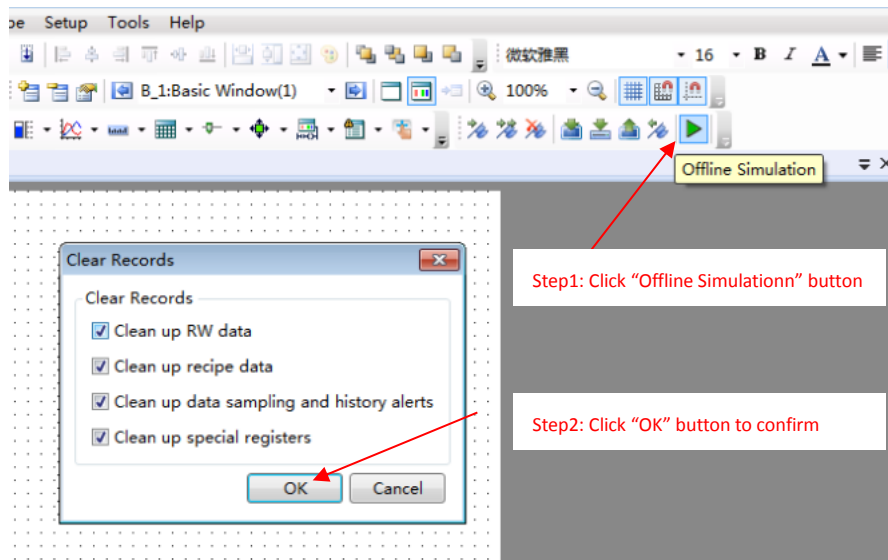 pe Setup Tools Help
微软雅黑 16 B I A
B_1:Basic Window(1) 100%
Offline Simulation
Clear Records
Step1: Click “Offline Simulationn” button
Clear Records
Clean up RW data
Clean up recipe data
Clean up data sampling and history alerts
Step2: Click “OK” button to confirm
Clean up special registers
OK Cancel